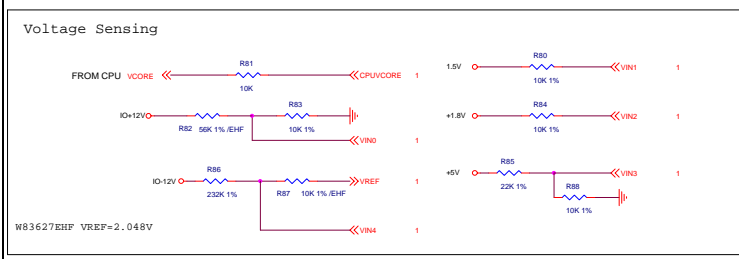 Voltage Sensing
R81
FROM CPU VCORE CPUVCORE 1
10K
R80
1.5V VIN1 1
10K 1%
R83
IO+12V
R82 56K 1% /EHF 10K 1%
VIN0 1
R84
+1.8V VIN2 1
10K 1%
R86
IO-12V VREF 1
232K 1% R87 10K 1% /EHF
VIN4 1
R85
+5V VIN3 1
22K 1% R88
10K 1%
W83627EHF VREF=2.048V